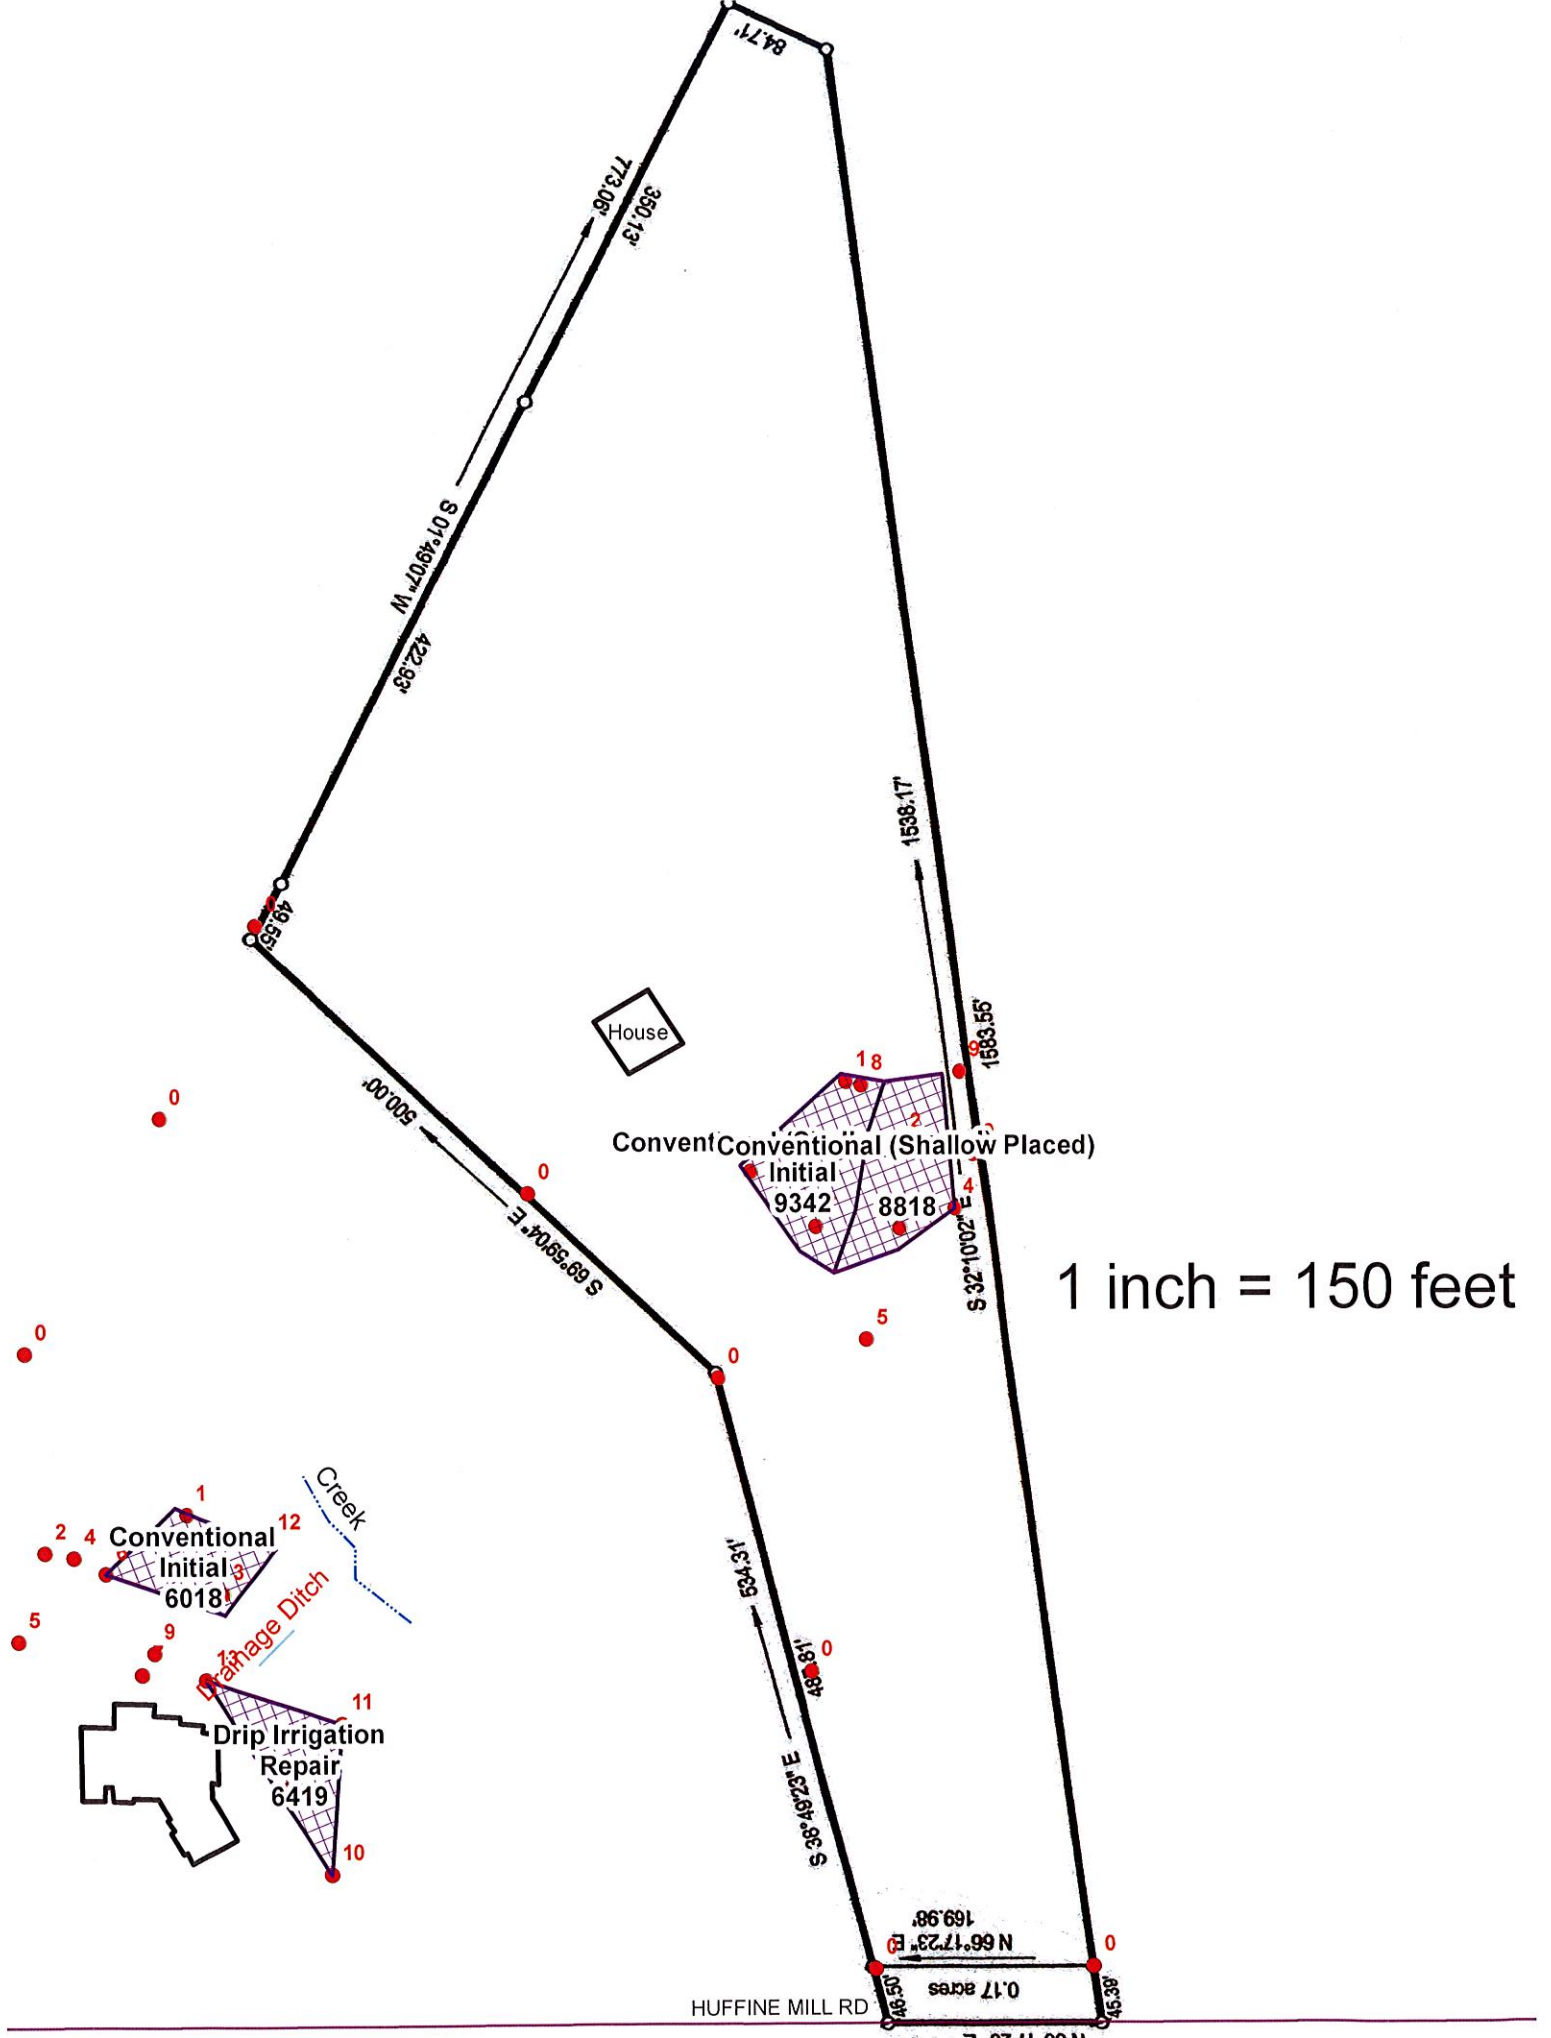 84.71'
773.06'
350.13'
S 01°49'07" W
422.93'
1538.17'
0
49.55'
House
1583.55'
9
1 8
500.00'
0
2
Conventional (Shallow Placed)
Initial
9342
8818
4
0
S 69°59'04" E
S 32°10'02" E
1 inch = 150 feet
5
0
0
Creek
1
12
2
4
Conventional
Initial
6018
3
534.31'
Drainage Ditch
5
9
13
0
11
Drip Irrigation
Repair
6419
S 38°49'23" E
10
169.98'
N 66°17'23" E
0
0
0.17 acres
46.50'
45.39'
HUFFINE MILL RD